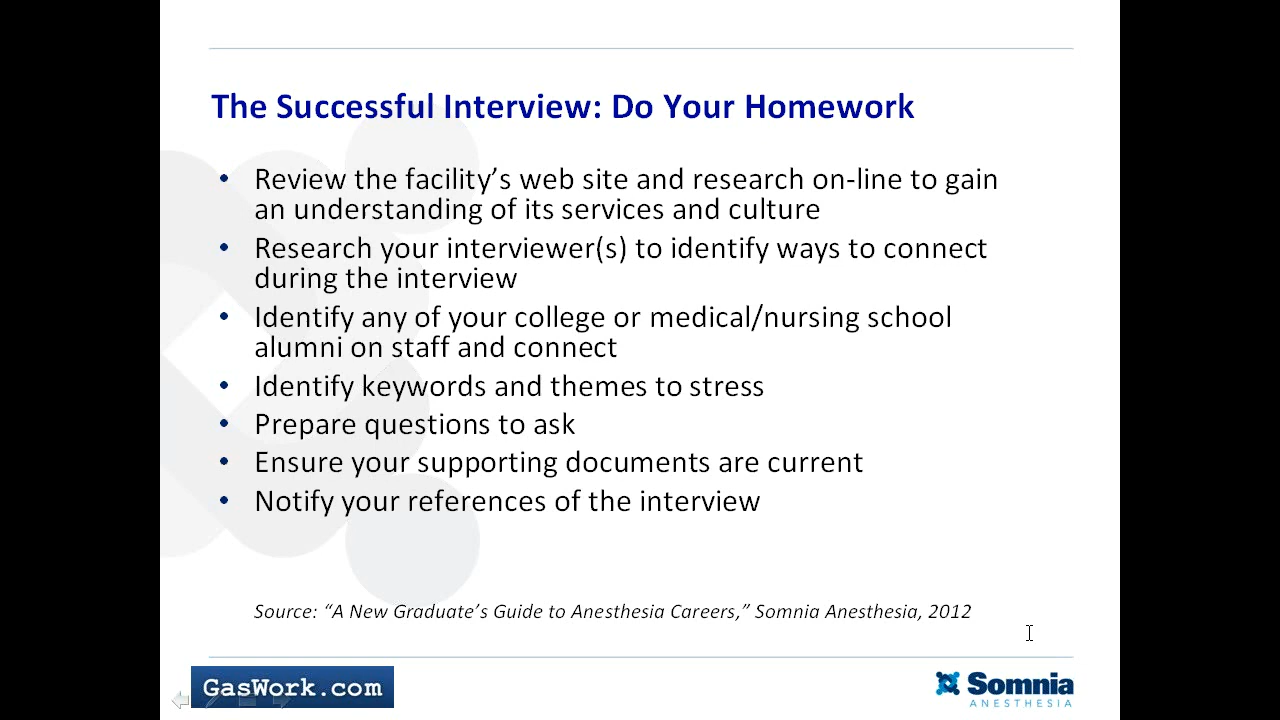 The Successful Interview: Do Your Homework
• Review the facility’s web site and research on-line to gain
an understanding of its services and culture
• Research your interviewer(s) to identify ways to connect
during the interview
• Identify any of your college or medical/nursing school
alumni on staff and connect
• Identify keywords and themes to stress
• Prepare questions to ask
• Ensure your supporting documents are current
• Notify your references of the interview
Source: “A New Graduate’s Guide to Anesthesia Careers,” Somnia Anesthesia, 2012
GasWork.com
Somnia
ANESTHESIA